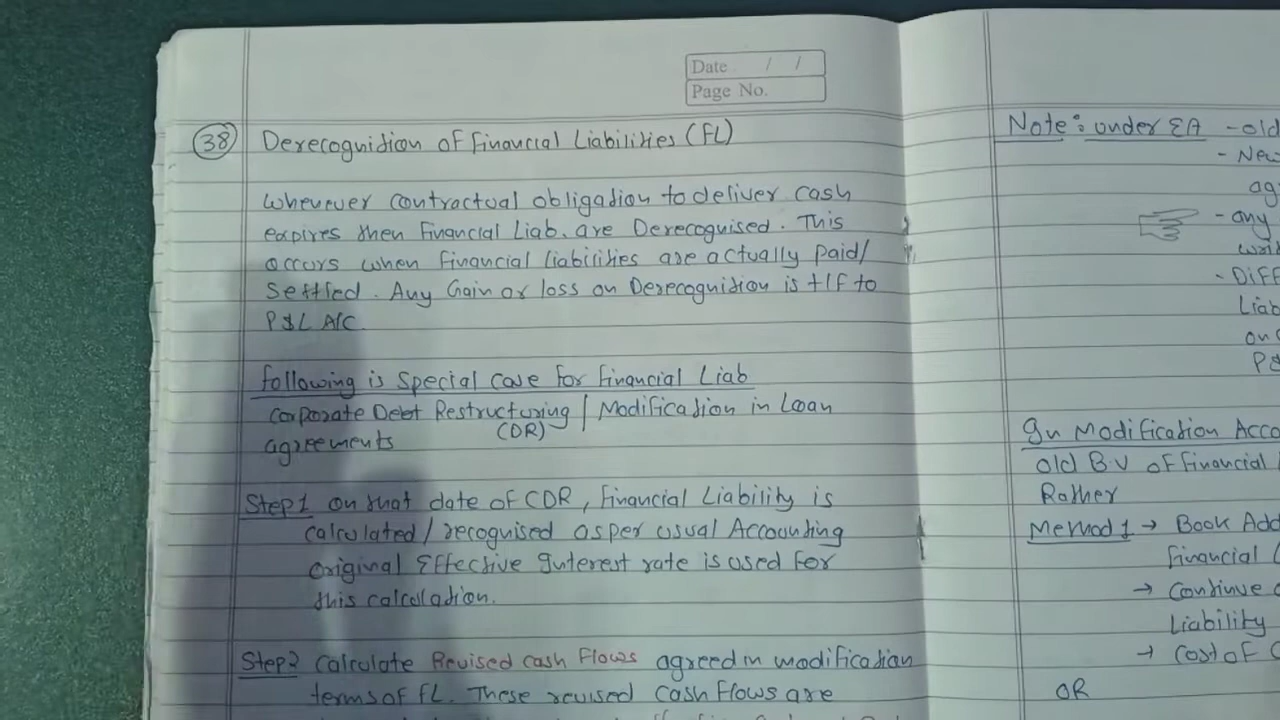 Date / /
Page No.
38 Derecognition of Financial Liabilities (FL)
Whenever contractual obligation to deliver cash
expires then Financial Liab. are Derecognised. This
occurs when financial liabilities are actually paid/
Settled. Any Gain or loss on Derecognition is t/f to
P&L A/C.
following is Special case for Financial Liab
Corporate Debt Restructuring / Modification in Loan
(CDR)
agreements
Step1 on that date of CDR, Financial Liability is
calculated / recognised as per usual Accounting
original Effective Interest rate is used for
this calculation.
Step2 Calculate Revised cash flows agreed in modification
terms of FL. These revised cash flows are
Note: under EA - old
- New
- any
- Diff
Liab
on
In Modification Acco
old B.V of financial
Rather
Method 1 → Book Add
Financial
→ Continue
Liability
→ Cost of
OR